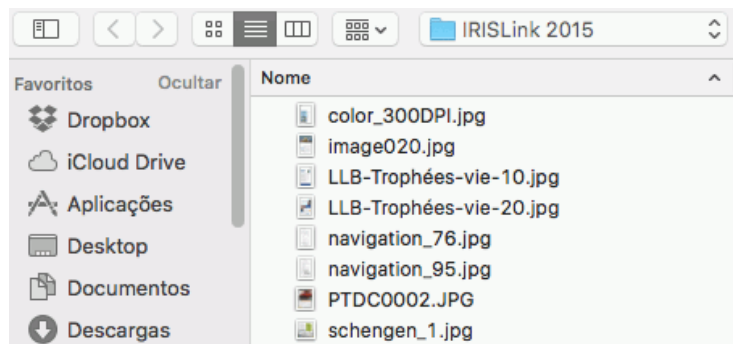 IRISLink 2015
Favoritos Ocultar
Dropbox
iCloud Drive
Aplicações
Desktop
Documentos
Descargas
Nome
color_300DPI.jpg
image020.jpg
LLB-Trophées-vie-10.jpg
LLB-Trophées-vie-20.jpg
navigation_76.jpg
navigation_95.jpg
PTDC0002.JPG
schengen_1.jpg